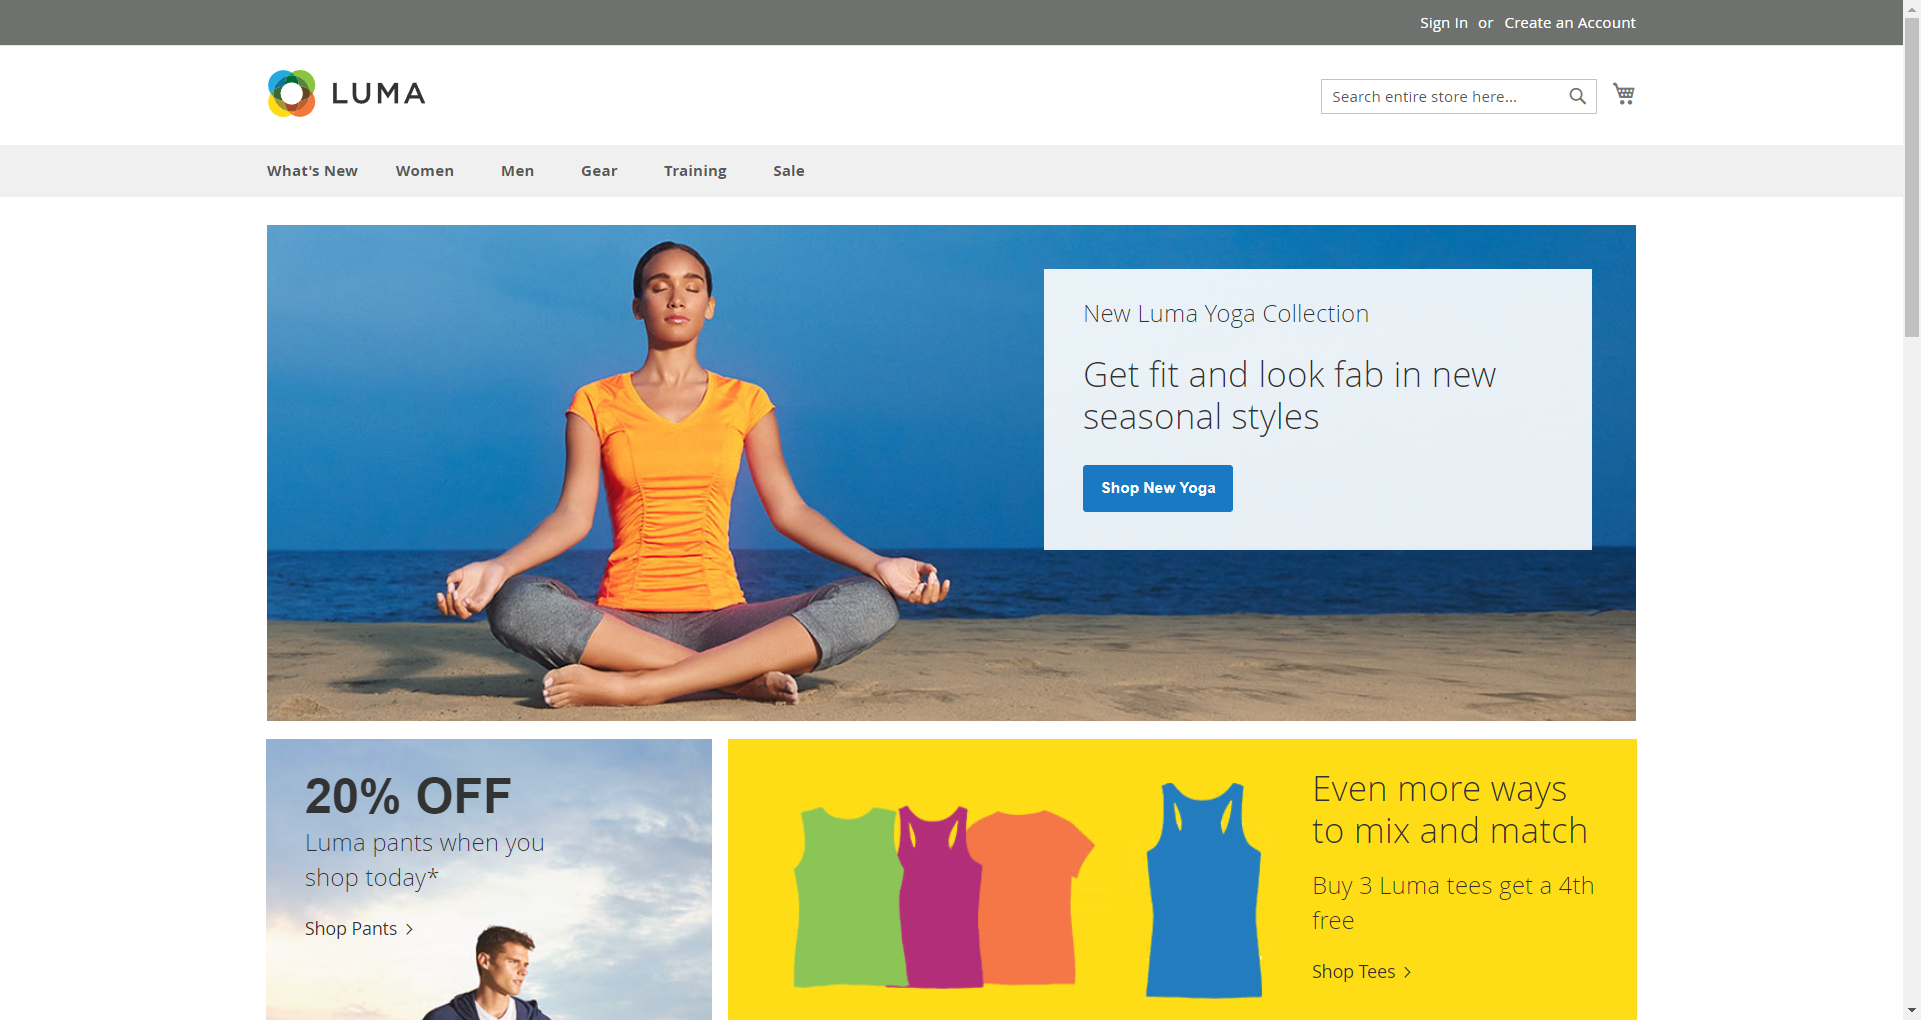 Sign In or Create an Account
LUMA
Search entire store here...
What's New Women Men Gear Training Sale
New Luma Yoga Collection
Get fit and look fab in new
seasonal styles
Shop New Yoga
20% OFF
Luma pants when you
shop today*
Shop Pants >
Even more ways
to mix and match
Buy 3 Luma tees get a 4th
free
Shop Tees >